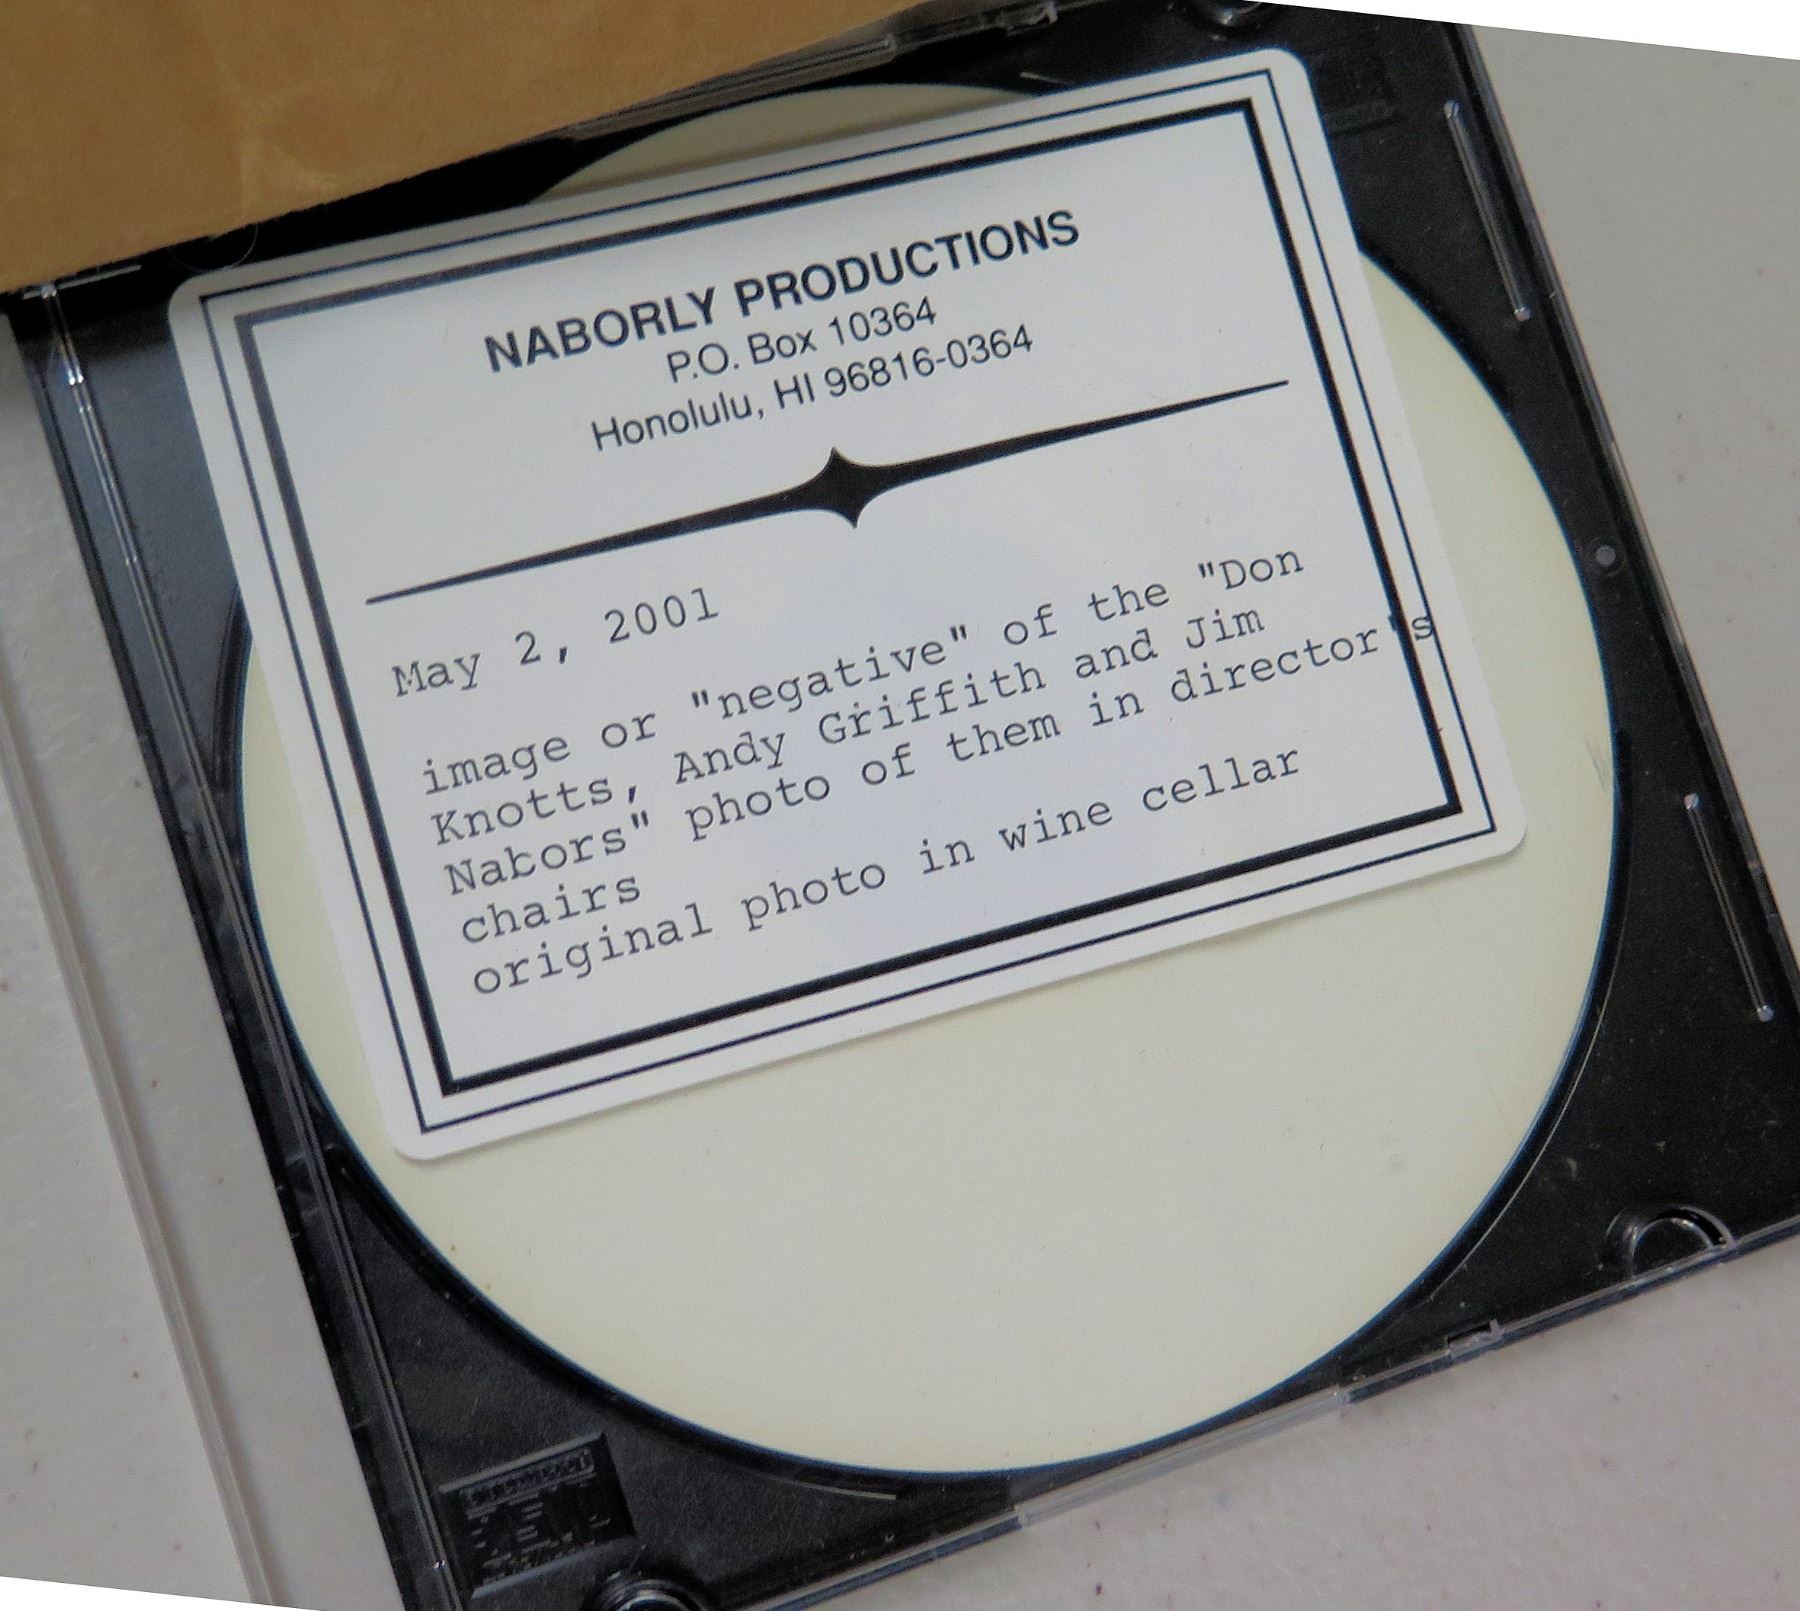 NABORLY PRODUCTIONS
P.O. Box 10364
Honolulu, HI 96816-0364
May 2, 2001
image or "negative" of the "Don
Knotts, Andy Griffith and Jim
Nabors" photo of them in director's
chairs
original photo in wine cellar